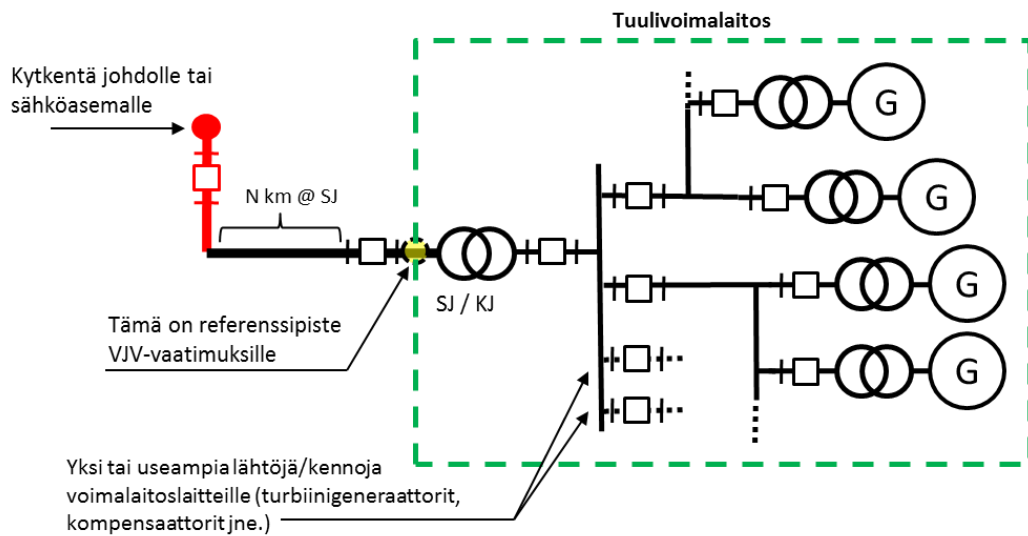 Tuulivoimalaitos
Kytkentä johdolle tai
sähköasemalle
G
N km @ SJ
G
SJ / KJ
G
Tämä on referenssipiste
VJV-vaatimuksille
G
Yksi tai useampia lähtöjä/kennoja
voimalaitoslaitteille (turbiinigeneraattorit,
kompensaattorit jne.)